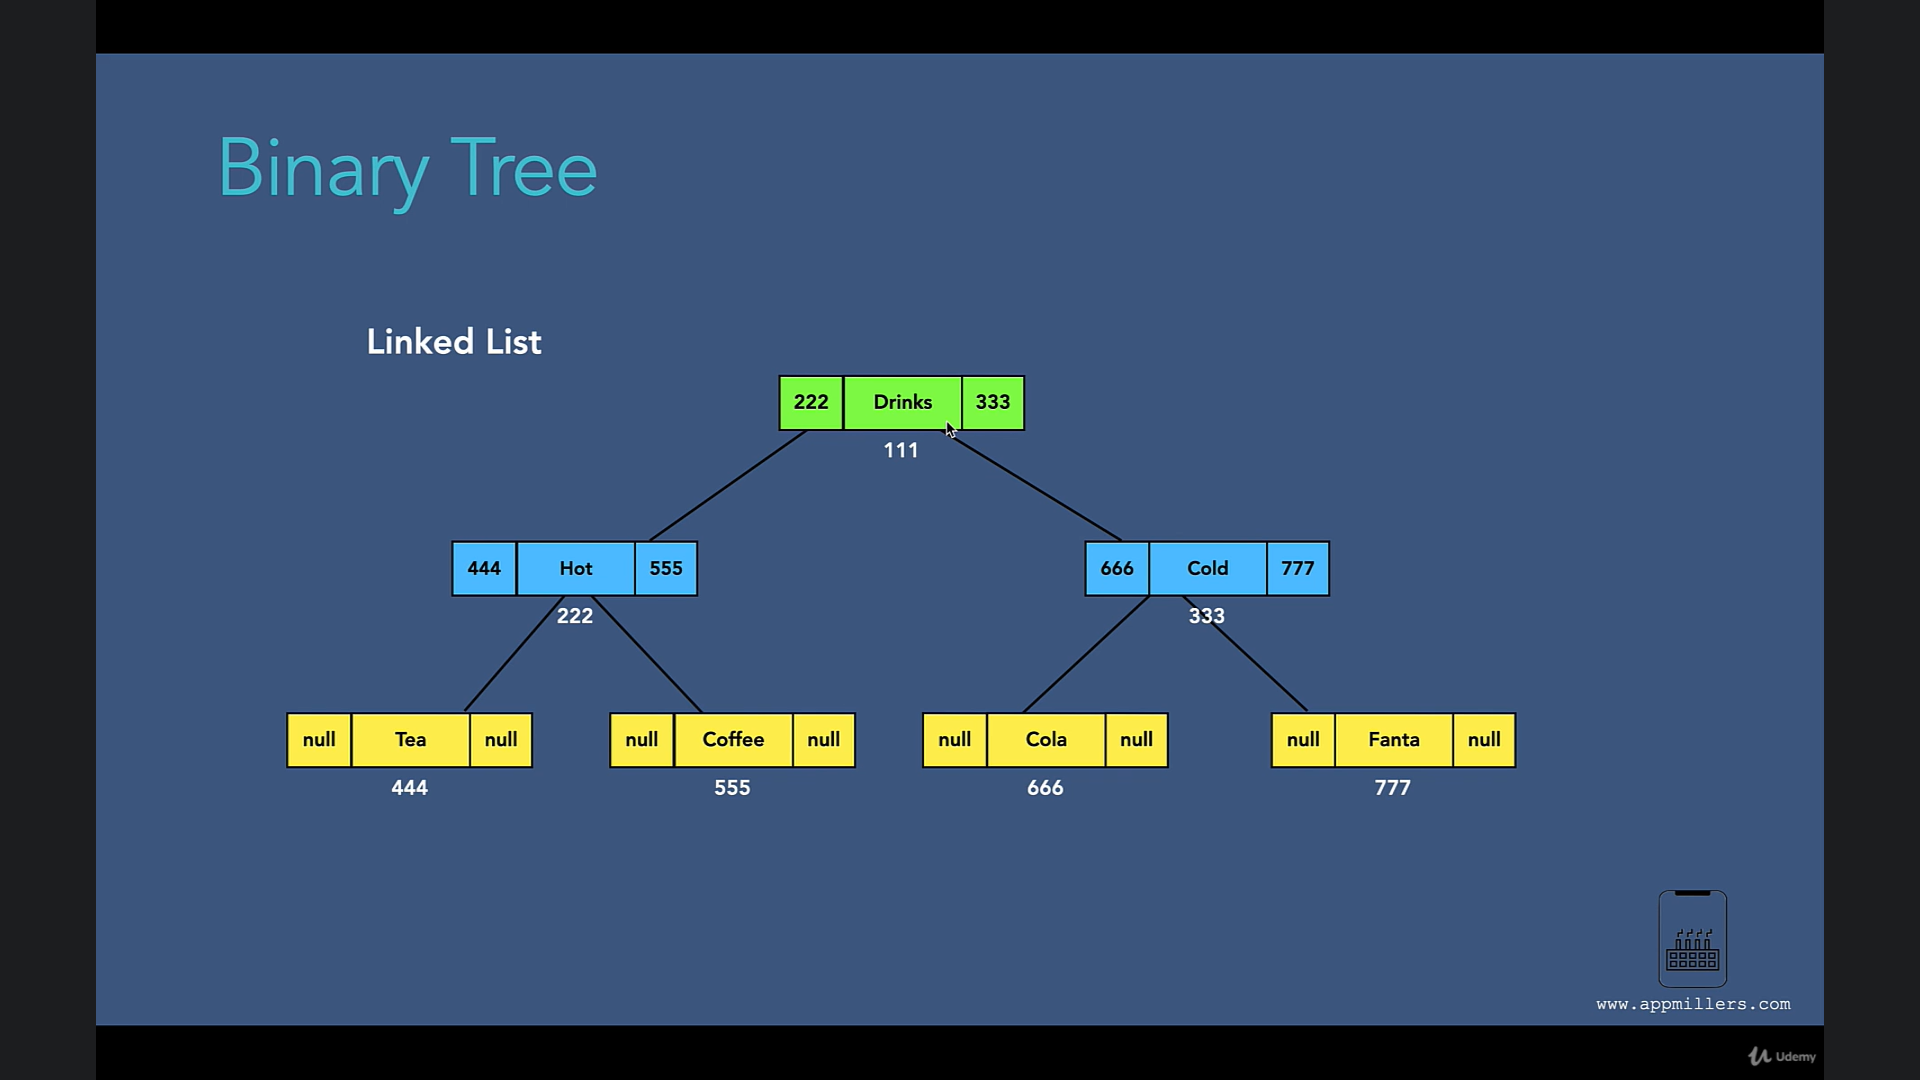 Binary Tree
Linked List
222 Drinks 333
111
444 Hot 555
666 Cold 777
222
333
null Tea null
null Coffee null
null Cola null
null Fanta null
444
555
666
777
www.appmillers.com
Udemy